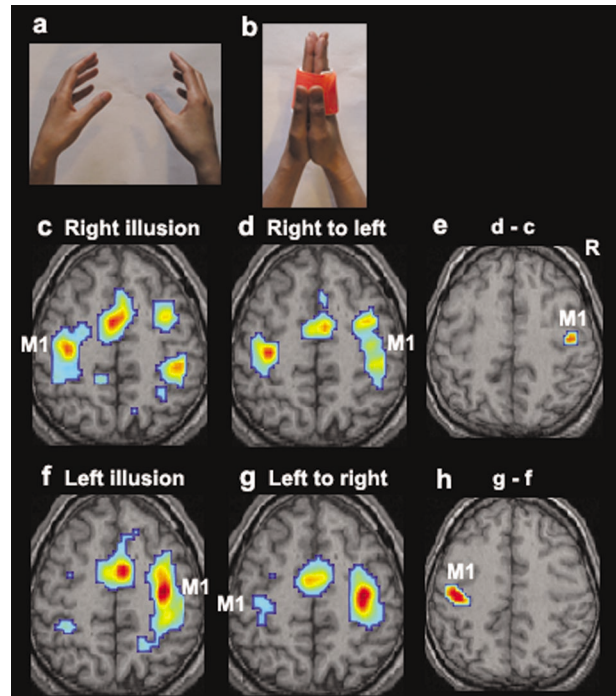 a
b
c Right illusion
d Right to left
e d - c
R
M1
M1
M1
f Left illusion
g Left to right
h g - f
M1
M1
M1